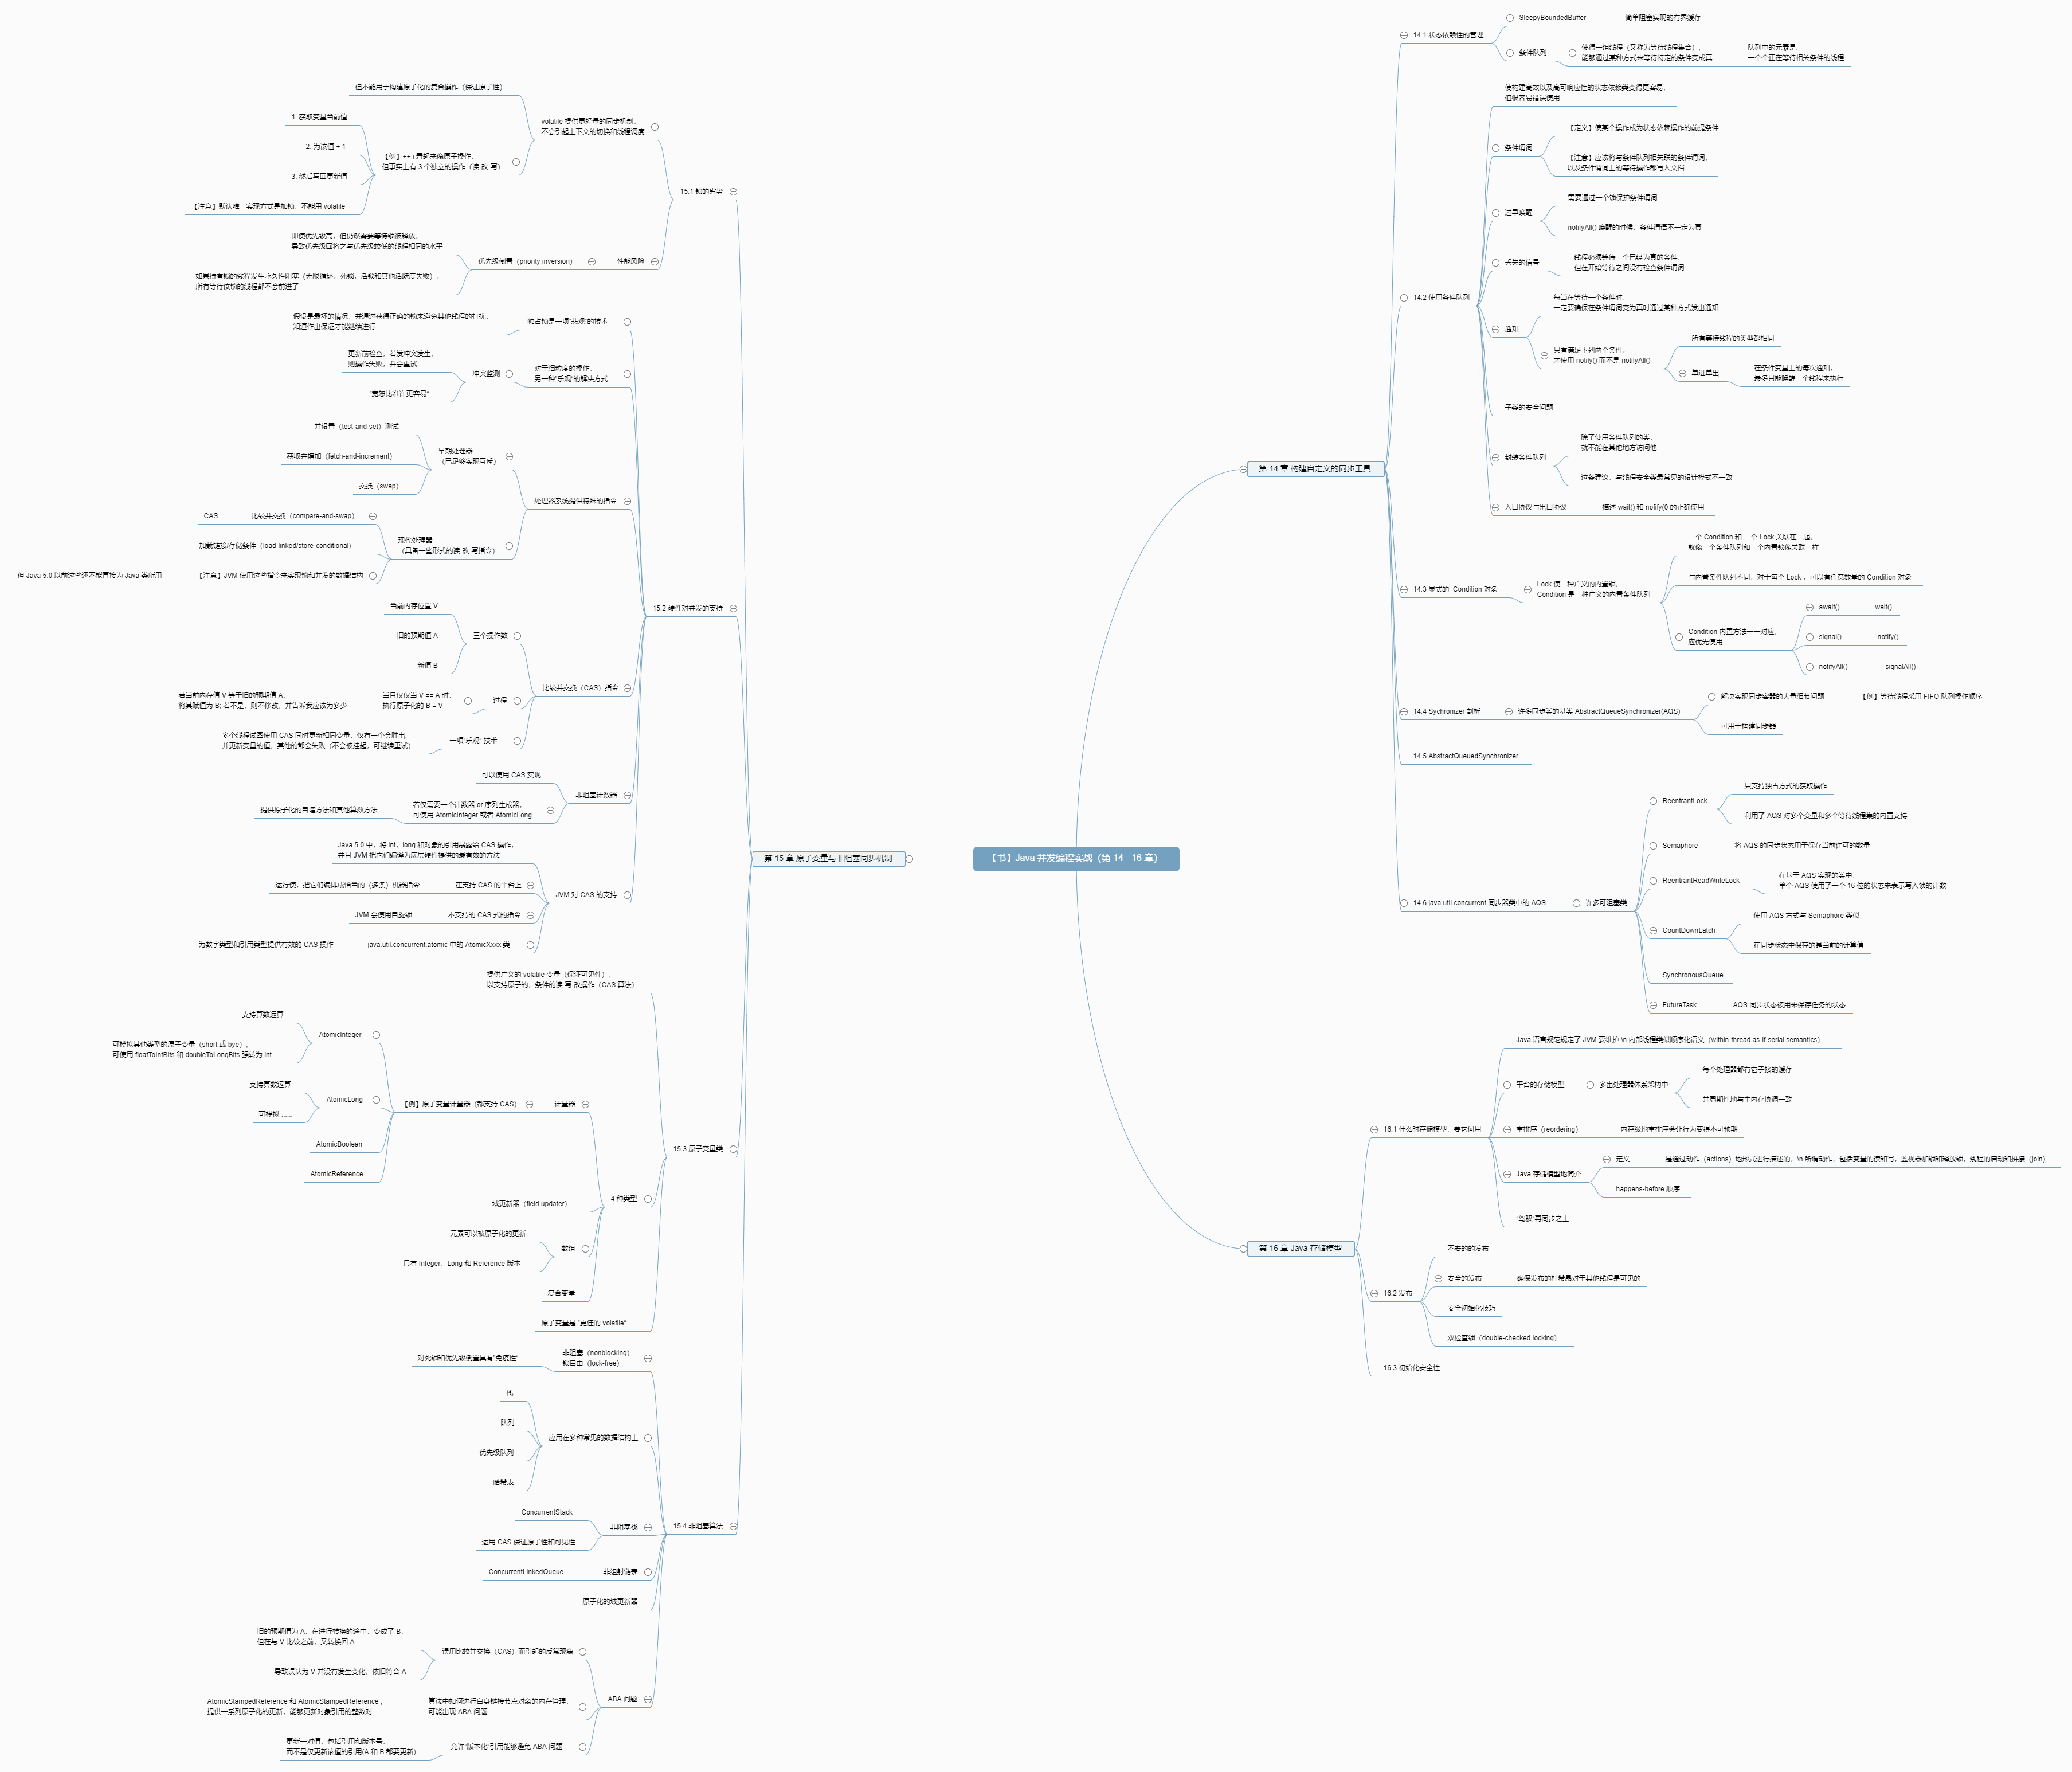 【书】Java 并发编程实战（第 14 - 16 章）
第 14 章 构建自定义的同步工具
14.1 状态依赖性的管理
SleepyBoundedBuffer
简单阻塞实现的有界缓存
条件队列
使得一组线程（又称为等待线程集合），
能够通过某种方式来等待特定的条件变成真
队列中的元素是:
一个个正在等待相关条件的线程
14.2 使用条件队列
使构建高效以及高可响应性的状态依赖类变得更容易，
但很容易错误使用
条件谓词
【定义】使某个操作成为状态依赖操作的前提条件
【注意】应该将与条件队列相关联的条件谓词，
以及条件谓词上的等待操作都写入文档
过早唤醒
需要通过一个锁保护条件谓词
notifyAll() 唤醒的时候，条件谓语不一定为真
丢失的信号
线程必须等待一个已经为真的条件，
但在开始等待之间没有检查条件谓词
通知
每当在等待一个条件时，
一定要确保在条件谓词变为真时通过某种方式发出通知
只有满足下列两个条件，
才使用 notify() 而不是 notifyAll()
所有等待线程的类型都相同
单进单出
在条件变量上的每次通知，
最多只能唤醒一个线程来执行
子类的安全问题
封装条件队列
除了使用条件队列的类，
就不能在其他地方访问他
这条建议，与线程安全类最常见的设计模式不一致
入口协议与出口协议
描述 wait() 和 nofify(0 的正确使用
14.3 显式的  Condition 对象
Lock 便一种广义的内置锁，
Condition 是一种广义的内置条件队列
一个 Condition 和 一个 Lock 关联在一起，
就像一个条件队列和一个内置锁像关联一样
与内置条件队列不同，对于每个 Lock ，可以有任意数量的 Condition 对象
Condition 内置方法一一对应，
应优先使用
await()
wait()
signal()
notify()
notifyAll()
signalAll()
14.4 Sychronizer 剖析
许多同步类的基类 AbstractQueueSynchronizer(AQS)
解决实现同步容器的大量细节问题
【例】等待线程采用 FIFO 队列操作顺序
可用于构建同步器
14.5 AbstractQueuedSynchronizer
14.6 java.util.concurrent 同步器类中的 AQS
许多可阻塞类
ReentrantLock
只支持独占方式的获取操作
利用了 AQS 对多个变量和多个等待线程集的内置支持
Semaphore
将 AQS 的同步状态用于保存当前许可的数量
ReentrantReadWriteLock
在基于 AQS 实现的类中，
单个 AQS 使用了一个 16 位的状态来表示写入锁的计数
CountDownLatch
使用 AQS 方式与 Semaphore 类似
在同步状态中保存的是当前的计算值
SynchronousQueue
FutureTask
AQS 同步状态被用来保存任务的状态
第 15 章 原子变量与非阻塞同步机制
15.1 锁的劣势
volatile 提供更轻量的同步机制，
不会引起上下文的切换和线程调度
但不能用于构建原子化的复合操作（保证原子性）
【例】++ i 看起来像原子操作，
但事实上有 3 个独立的操作（读-改-写）
1. 获取变量当前值
2. 为该值 + 1
3. 然后写回更新值
【注意】默认唯一实现方式是加锁，不能用 volatile
性能风险
优先级倒置（priority inversion）
即使优先级高，但仍然需要等待锁被释放，
导致优先级因将之与优先级较低的线程相同的水平
如果持有锁的线程发生永久性阻塞（无限循环，死锁，活锁和其他活跃度失败），
所有等待该锁的线程都不会前进了
15.2 硬件对并发的支持
独占锁是一项“悲观”的技术
假设是最坏的情况，并通过获得正确的锁来避免其他线程的打扰，
知道作出保证才能继续进行
对于细粒度的操作，
另一种“乐观”的解决方式
冲突监测
更新前检查，若发冲突发生，
则操作失败，并会重试
“宽恕比准许更容易”
处理器系统提供特殊的指令
早期处理器
（已足够实现互斥）
并设置（test-and-set）测试
获取并增加（fetch-and-increment）
交换（swap）
现代处理器
（具备一些形式的读-改-写指令）
比较并交换（compare-and-swap）
CAS
加载链接/存储条件（load-linked/store-conditional）
【注意】JVM 使用这些指令来实现锁和并发的数据结构
但 Java 5.0 以前这些还不能直接为 Java 类所用
比较并交换（CAS）指令
三个操作数
当前内存位置 V
旧的预期值 A
新值 B
过程
当且仅仅当 V == A 时，
执行原子化的 B = V
若当前内存值 V 等于旧的预期值 A，
将其赋值为 B; 若不是，则不修改，并告诉我应该为多少
一项“乐观” 技术
多个线程试图使用 CAS 同时更新相同变量，仅有一个会胜出，
并更新变量的值，其他的都会失败（不会被挂起，可继续重试）
非阻塞计数器
可以使用 CAS 实现
若仅需要一个计数器 or 序列生成器，
可使用 AtomicInteger 或者 AtomicLong
提供原子化的自增方法和其他算数方法
JVM 对 CAS 的支持
Java 5.0 中，将 int，long 和对象的引用暴露给 CAS 操作，
并且 JVM 把它们编译为底层硬件提供的最有效的方法
在支持 CAS 的平台上
运行使，把它们编排成恰当的（多条）机器指令
不支持的 CAS 式的指令
JVM 会使用自旋锁
java.util.concurrent.atomic 中的 AtomicXxxx 类
为数字类型和引用类型提供有效的 CAS 操作
15.3 原子变量类
提供广义的 volatile 变量（保证可见性），
以支持原子的，条件的读-写-改操作（CAS 算法）
4 种类型
计量器
【例】原子变量计量器（都支持 CAS）
AtomicInteger
支持算数运算
可模拟其他类型的原子变量（short 或 bye），
可使用 floatToIntBits 和 doubleToLongBits 强转为 int
AtomicLong
支持算数运算
可模拟 ......
AtomicBoolean
AtomicReference
域更新器（field updater）
数组
元素可以被原子化的更新
只有 Integer，Long 和 Reference 版本
复合变量
原子变量是 “更佳的 volatile”
15.4 非阻塞算法
非阻塞（nonblocking）
锁自由（lock-free）
对死锁和优先级倒置具有“免疫性”
应用在多种常见的数据结构上
栈
队列
优先级队列
哈希表
非阻塞栈
ConcurrentStack
运用 CAS 保证原子性和可见性
非组射链表
ConcurrentLinkedQueue
原子化的域更新器
ABA 问题
误用比较并交换（CAS）而引起的反常现象
旧的预期值为 A，在进行转换的途中，变成了 B，
但在与 V 比较之前，又转换回 A
导致误认为 V 并没有发生变化，依旧符合 A
算法中如何进行自身链接节点对象的内存管理，
可能出现 ABA 问题
AtomicStampedReference 和 AtomicStampedReference ，
提供一系列原子化的更新，能够更新对象引用的整数对
允许“版本化”引用能够避免 ABA 问题
更新一对值，包括引用和版本号，
而不是仅更新该值的引用(A 和 B 都要更新)
第 16 章 Java 存储模型
16.1 什么时存储模型，要它何用
Java 语言规范规定了 JVM 要维护 \n 内部线程类似顺序化语义（within-thread as-if-serial semantics）
平台的存储模型
多出处理器体系架构中
每个处理器都有它子接的缓存
并周期性地与主内存协调一致
重排序（reordering）
内存级地重排序会让行为变得不可预期
Java 存储模型地简介
定义
是通过动作（actions）地形式进行描述的，\n 所谓动作，包括变量的读和写，监视器加锁和释放锁，线程的启动和拼接（join）
happens-before 顺序
“驾驭”再同步之上
16.2 发布
不安的的发布
安全的发布
确保发布的杜希昂对于其他线程是可见的
安全初始化技巧
双检查锁（double-checked locking）
16.3 初始化安全性